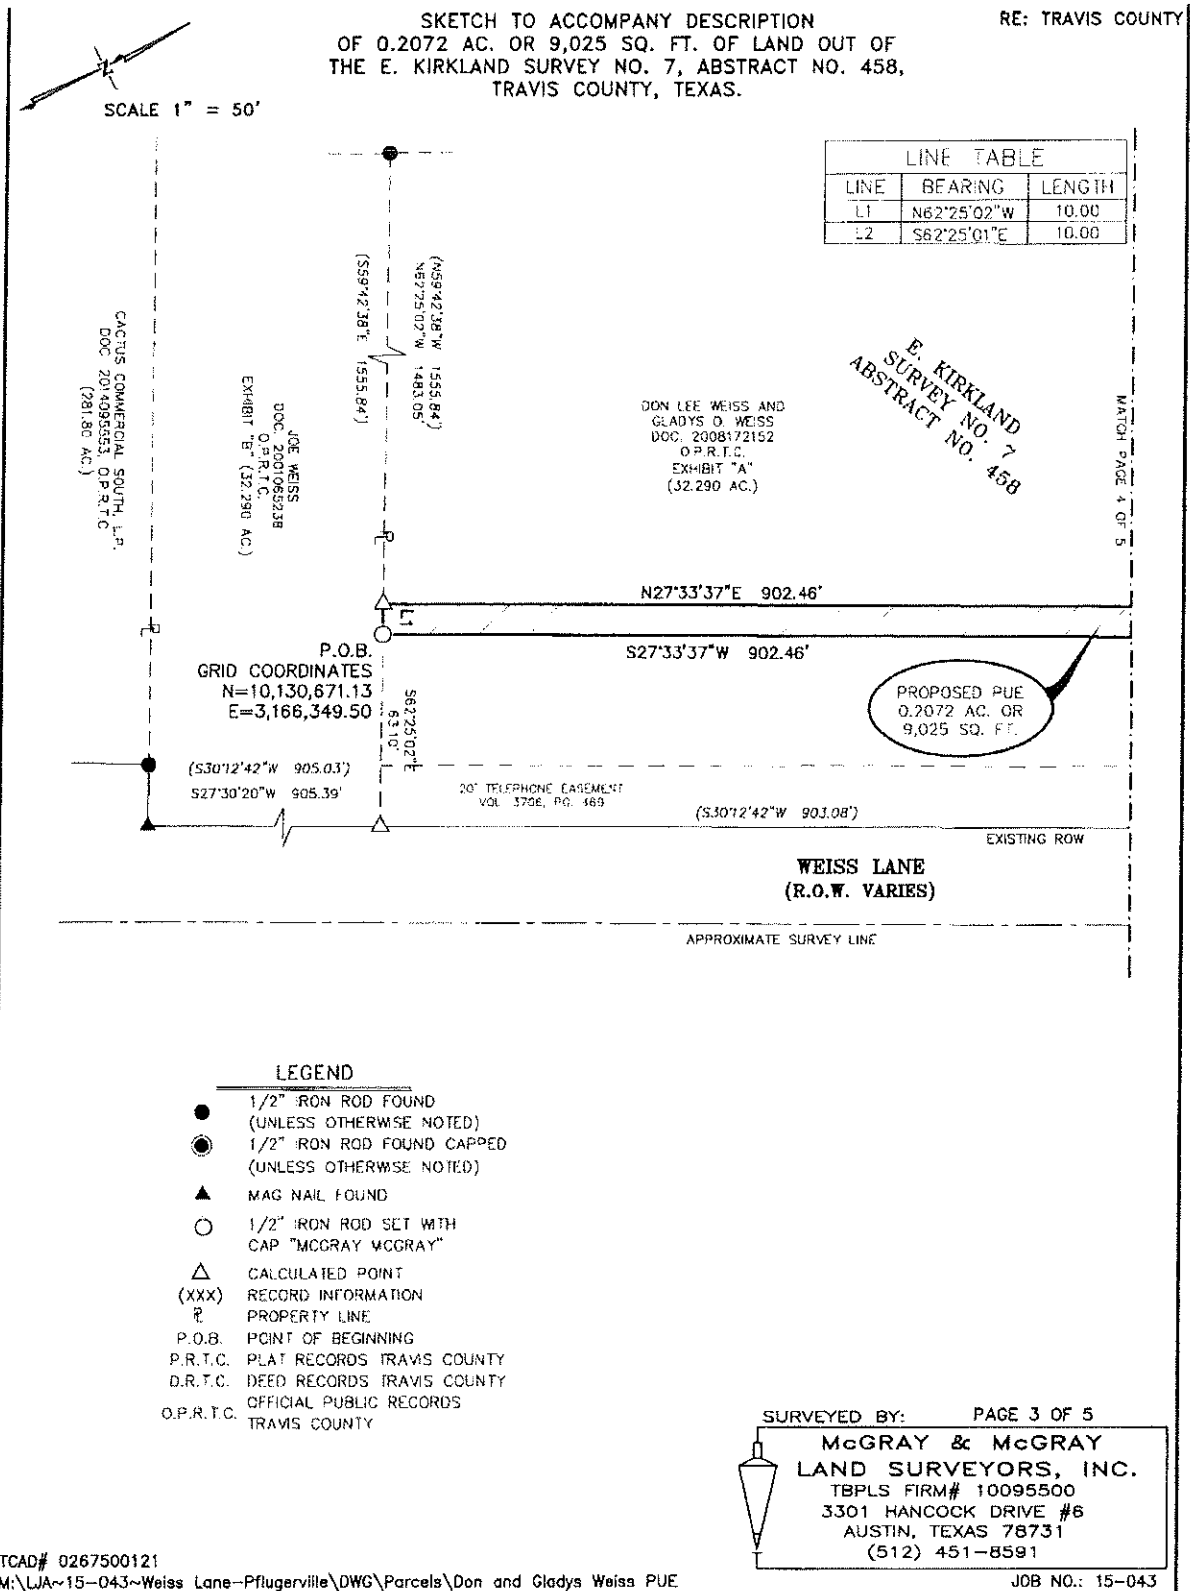 SKETCH TO ACCOMPANY DESCRIPTION
OF 0.2072 AC. OR 9,025 SQ. FT. OF LAND OUT OF
THE E. KIRKLAND SURVEY NO. 7, ABSTRACT NO. 458,
TRAVIS COUNTY, TEXAS.
RE: TRAVIS COUNTY
SCALE 1" = 50'
LINE TABLE
LINE BEARING LENGTH
L1 N62°25'02"W 10.00
L2 S62°25'01"E 10.00
CACTUS COMMERCIAL SOUTH, L.P.
DOC. 2014095553, O.P.R.T.C.
(281.80 AC.)
JOE WEISS
DOC. 2001065238
O.P.R.T.C.
EXHIBIT "B" (32.290 AC.)
(S59°42'38"E 1555.84')
(N59°42'38"W 1555.84')
N62°25'02"W 1483.05'
DON LEE WEISS AND
GLADYS O. WEISS
DOC. 2008172152
O.P.R.T.C.
EXHIBIT "A"
(32.290 AC.)
E. KIRKLAND
SURVEY NO. 7
ABSTRACT NO. 458
MATCH PAGE 4 OF 5
N27°33'37"E 902.46'
L1
S27°33'37"W 902.46'
P.O.B.
GRID COORDINATES
N=10,130,671.13
E=3,166,349.50
S62°25'02"E
63.10'
PROPOSED PUE
0.2072 AC. OR
9,025 SQ. FT.
(S30°12'42"W 905.03')
S27°30'20"W 905.39'
20' TELEPHONE EASEMENT
VOL. 3706, PG. 469
(S30°12'42"W 903.08')
EXISTING ROW
WEISS LANE
(R.O.W. VARIES)
APPROXIMATE SURVEY LINE
LEGEND
1/2" IRON ROD FOUND
(UNLESS OTHERWISE NOTED)
1/2" IRON ROD FOUND CAPPED
(UNLESS OTHERWISE NOTED)
MAG NAIL FOUND
1/2" IRON ROD SET WITH
CAP "MCGRAY MCGRAY"
CALCULATED POINT
(XXX) RECORD INFORMATION
PROPERTY LINE
P.O.B. POINT OF BEGINNING
P.R.T.C. PLAT RECORDS TRAVIS COUNTY
D.R.T.C. DEED RECORDS TRAVIS COUNTY
O.P.R.T.C. OFFICIAL PUBLIC RECORDS
TRAVIS COUNTY
SURVEYED BY: PAGE 3 OF 5
McGRAY & McGRAY
LAND SURVEYORS, INC.
TBPLS FIRM# 10095500
3301 HANCOCK DRIVE #6
AUSTIN, TEXAS 78731
(512) 451-8591
TCAD# 0267500121
M:\LJA~15-043~Weiss Lane-Pflugerville\DWG\Parcels\Don and Gladys Weiss PUE
JOB NO.: 15-043